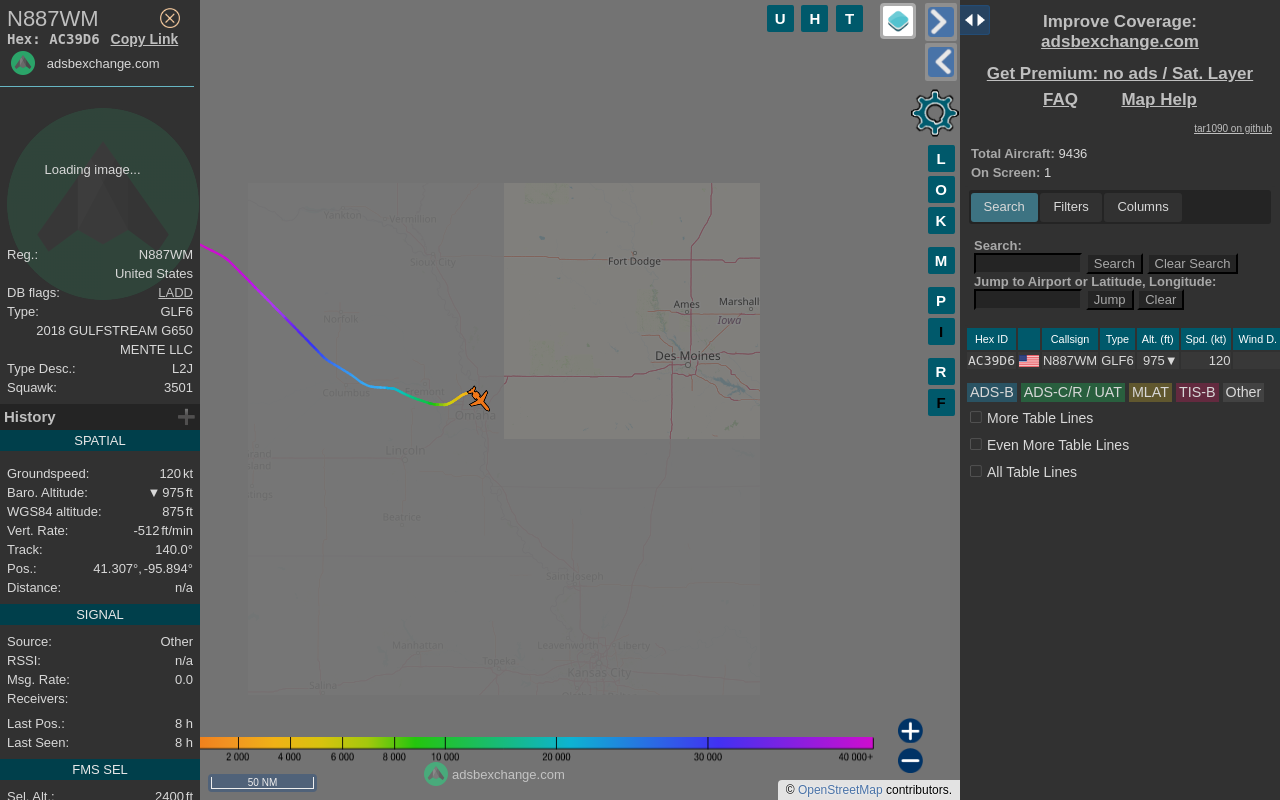 N887WM
Hex: AC39D6 Copy Link
adsbexchange.com
Loading image...
Reg.: N887WM
United States
DB flags: LADD
Type: GLF6
2018 GULFSTREAM G650
MENTE LLC
Type Desc.: L2J
Squawk: 3501
History
SPATIAL
Groundspeed: 120 kt
Baro. Altitude: ▼ 975 ft
WGS84 altitude: 875 ft
Vert. Rate: -512 ft/min
Track: 140.0°
Pos.: 41.307°, -95.894°
Distance: n/a
SIGNAL
Source: Other
RSSI: n/a
Msg. Rate: 0.0
Receivers:
Last Pos.: 8 h
Last Seen: 8 h
FMS SEL
Sel. Alt.: 2400 ft
U H T
L
O
K
M
P
I
R
F
Yankton
Vermillion
Sioux City
Norfolk
Columbus
Fremont
Omaha
Lincoln
Beatrice
Saint Joseph
Manhattan
Topeka
Leavenworth
Liberty
Kansas City
Salina
Fort Dodge
Ames
Marshall
Iowa
Des Moines
2 000 4 000 6 000 8 000 10 000 20 000 30 000 40 000+
adsbexchange.com
50 NM
© OpenStreetMap contributors.
Improve Coverage:
adsbexchange.com
Get Premium: no ads / Sat. Layer
FAQ Map Help
tar1090 on github
Total Aircraft: 9436
On Screen: 1
Search Filters Columns
Search:
Search Clear Search
Jump to Airport or Latitude, Longitude:
Jump Clear
Hex ID Callsign Type Alt. (ft) Spd. (kt) Wind D.
AC39D6 N887WM GLF6 975▼ 120
ADS-B ADS-C/R / UAT MLAT TIS-B Other
More Table Lines
Even More Table Lines
All Table Lines